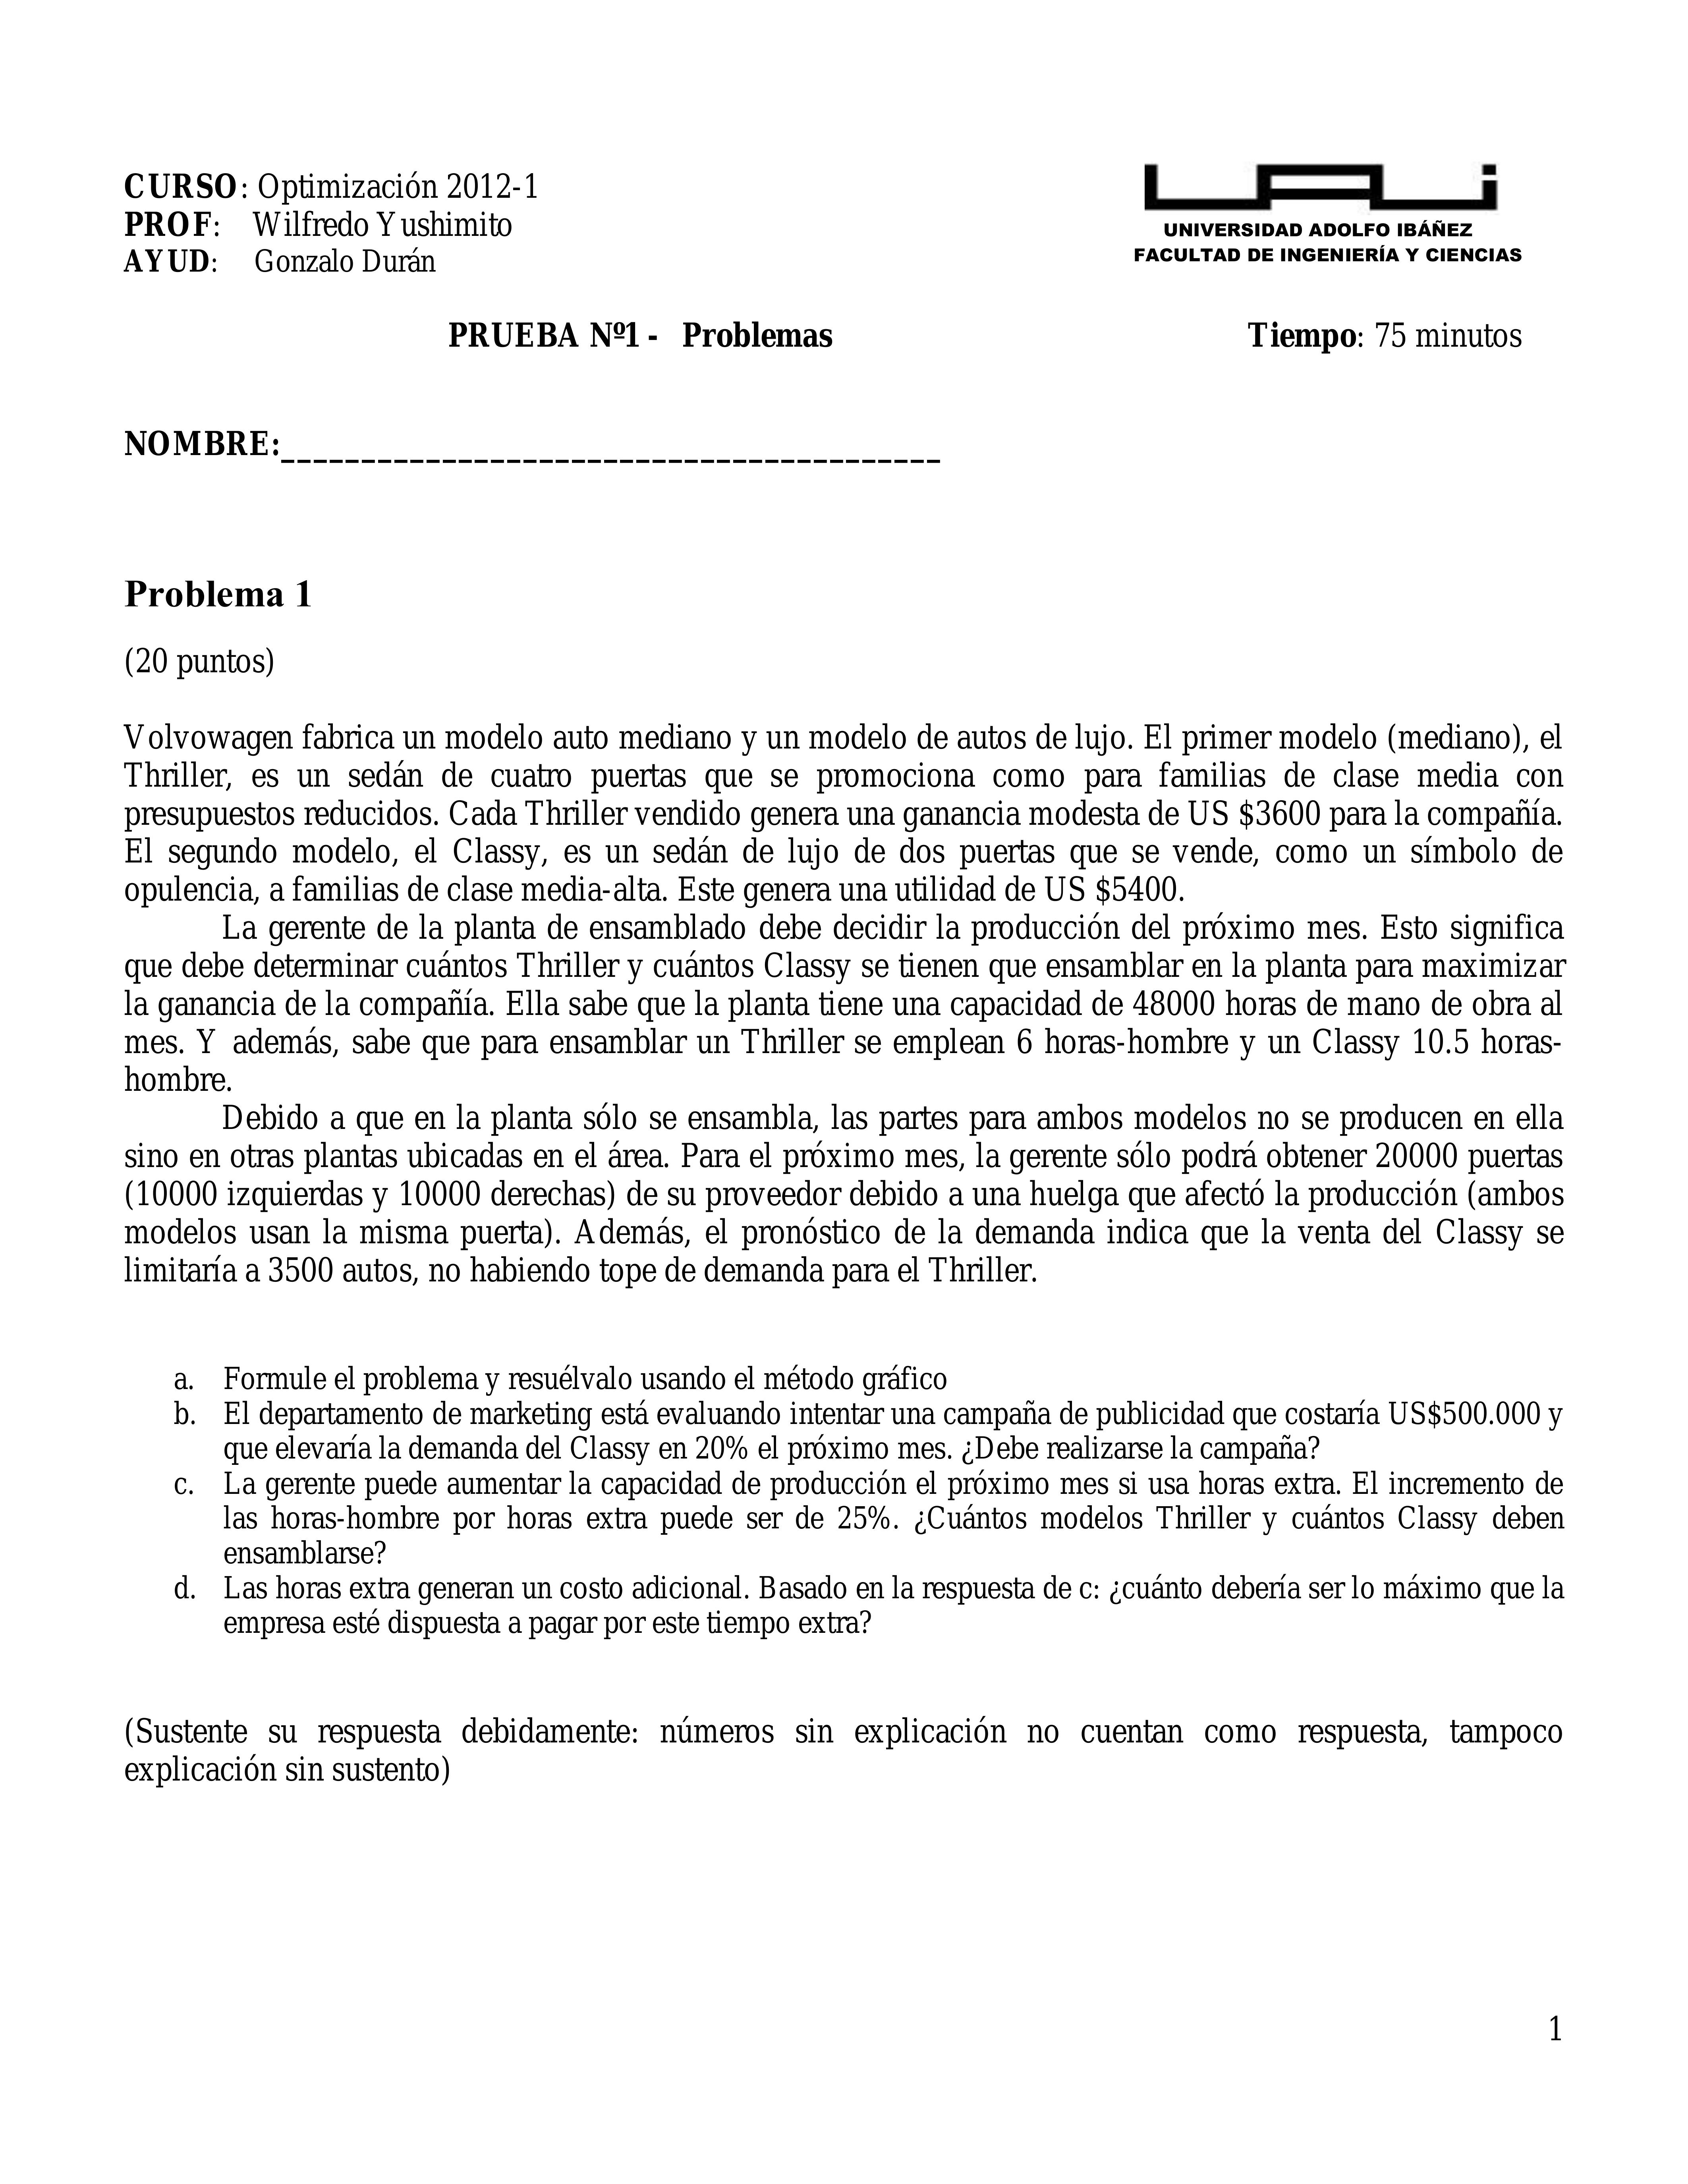 CURSO: Optimización 2012-1
PROF: Wilfredo Yushimito
AYUD: Gonzalo Durán
UNIVERSIDAD ADOLFO IBÁÑEZ
FACULTAD DE INGENIERÍA Y CIENCIAS
PRUEBA Nº1 - Problemas Tiempo: 75 minutos
NOMBRE:_________________________________________
Problema 1
(20 puntos)
Volvowagen fabrica un modelo auto mediano y un modelo de autos de lujo. El primer modelo (mediano), el
Thriller, es un sedán de cuatro puertas que se promociona como para familias de clase media con
presupuestos reducidos. Cada Thriller vendido genera una ganancia modesta de US $3600 para la compañía.
El segundo modelo, el Classy, es un sedán de lujo de dos puertas que se vende, como un símbolo de
opulencia, a familias de clase media-alta. Este genera una utilidad de US $5400.
La gerente de la planta de ensamblado debe decidir la producción del próximo mes. Esto significa
que debe determinar cuántos Thriller y cuántos Classy se tienen que ensamblar en la planta para maximizar
la ganancia de la compañía. Ella sabe que la planta tiene una capacidad de 48000 horas de mano de obra al
mes. Y además, sabe que para ensamblar un Thriller se emplean 6 horas-hombre y un Classy 10.5 horas-
hombre.
Debido a que en la planta sólo se ensambla, las partes para ambos modelos no se producen en ella
sino en otras plantas ubicadas en el área. Para el próximo mes, la gerente sólo podrá obtener 20000 puertas
(10000 izquierdas y 10000 derechas) de su proveedor debido a una huelga que afectó la producción (ambos
modelos usan la misma puerta). Además, el pronóstico de la demanda indica que la venta del Classy se
limitaría a 3500 autos, no habiendo tope de demanda para el Thriller.
a. Formule el problema y resuélvalo usando el método gráfico
b. El departamento de marketing está evaluando intentar una campaña de publicidad que costaría US$500.000 y
que elevaría la demanda del Classy en 20% el próximo mes. ¿Debe realizarse la campaña?
c. La gerente puede aumentar la capacidad de producción el próximo mes si usa horas extra. El incremento de
las horas-hombre por horas extra puede ser de 25%. ¿Cuántos modelos Thriller y cuántos Classy deben
ensamblarse?
d. Las horas extra generan un costo adicional. Basado en la respuesta de c: ¿cuánto debería ser lo máximo que la
empresa esté dispuesta a pagar por este tiempo extra?
(Sustente su respuesta debidamente: números sin explicación no cuentan como respuesta, tampoco
explicación sin sustento)
1